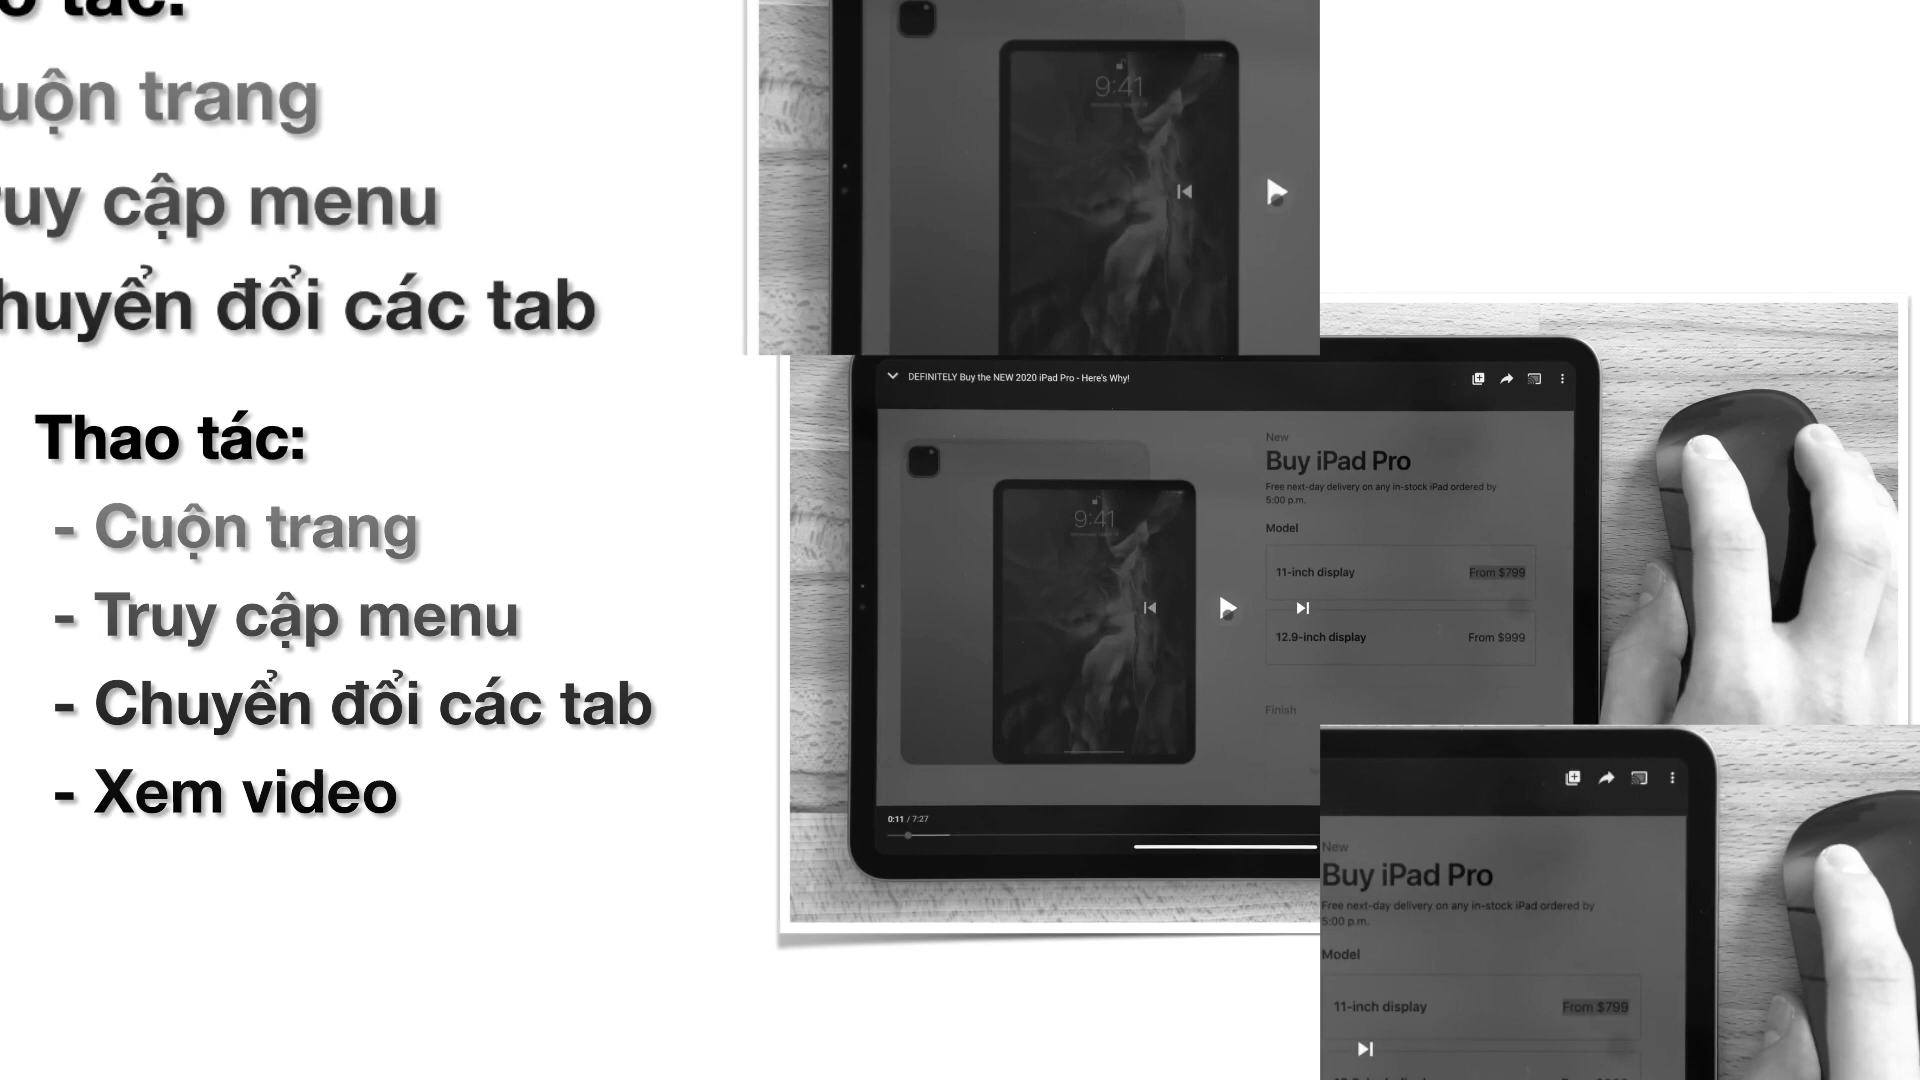 o tác:
uộn trang
ruy cập menu
huyển đổi các tab
Thao tác:
- Cuộn trang
- Truy cập menu
- Chuyển đổi các tab
- Xem video
9:41
DEFINITELY Buy the NEW 2020 iPad Pro - Here's Why!
9:41
New
Buy iPad Pro
Free next-day delivery on any in-stock iPad ordered by
5:00 p.m.
Model
11-inch display From $799
12.9-inch display From $999
Finish
0:11 / 7:27
New
Buy iPad Pro
Free next-day delivery on any in-stock iPad ordered by
5:00 p.m.
Model
11-inch display From $799